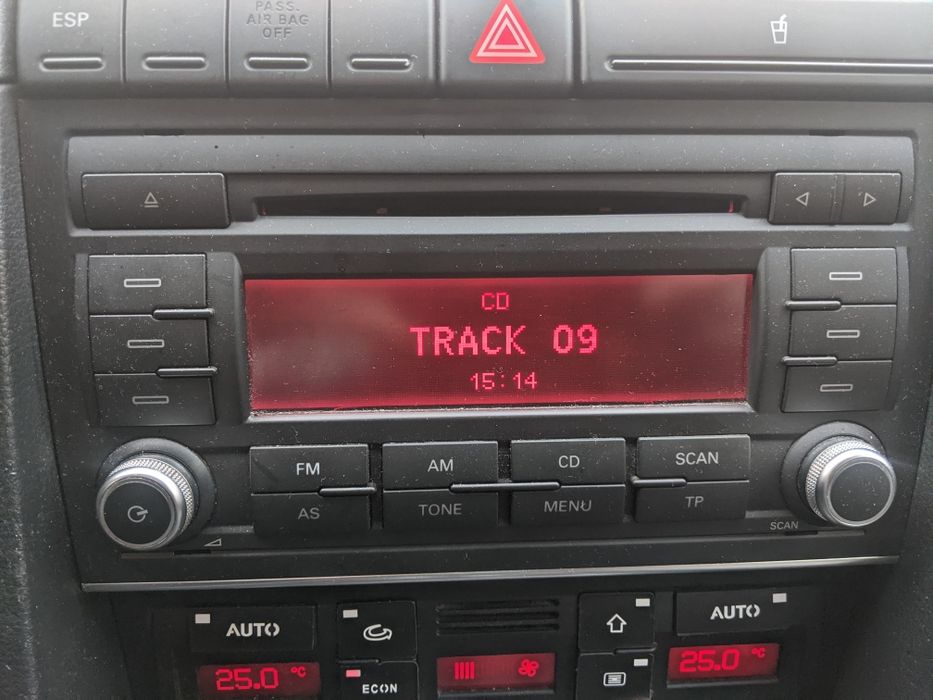 ESP
PASS.
AIR BAG
OFF
CD
TRACK 09
15:14
FM
AM
CD
SCAN
AS
TONE
MENU
TP
SCAN
AUTO
AUTO
25.0 °C
ECON
25.0 °C